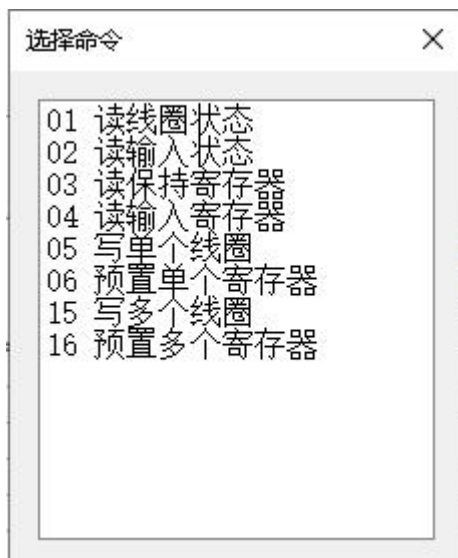 选择命令
01 读线圈状态
02 读输入状态
03 读保持寄存器
04 读输入寄存器
05 写单个线圈
06 预置单个寄存器
15 写多个线圈
16 预置多个寄存器